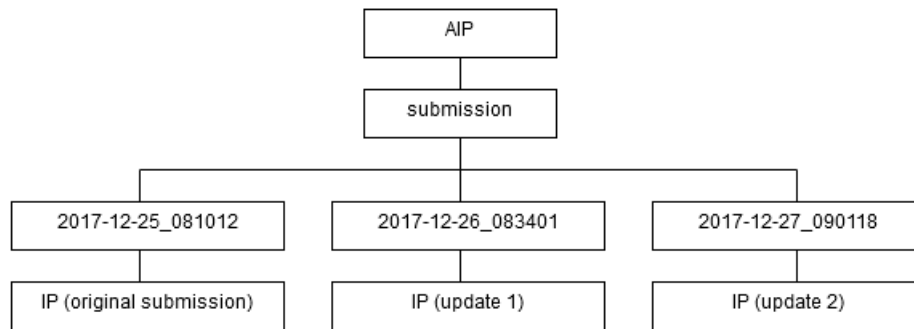 AIP
submission
2017-12-25_081012
2017-12-26_083401
2017-12-27_090118
IP (original submission)
IP (update 1)
IP (update 2)